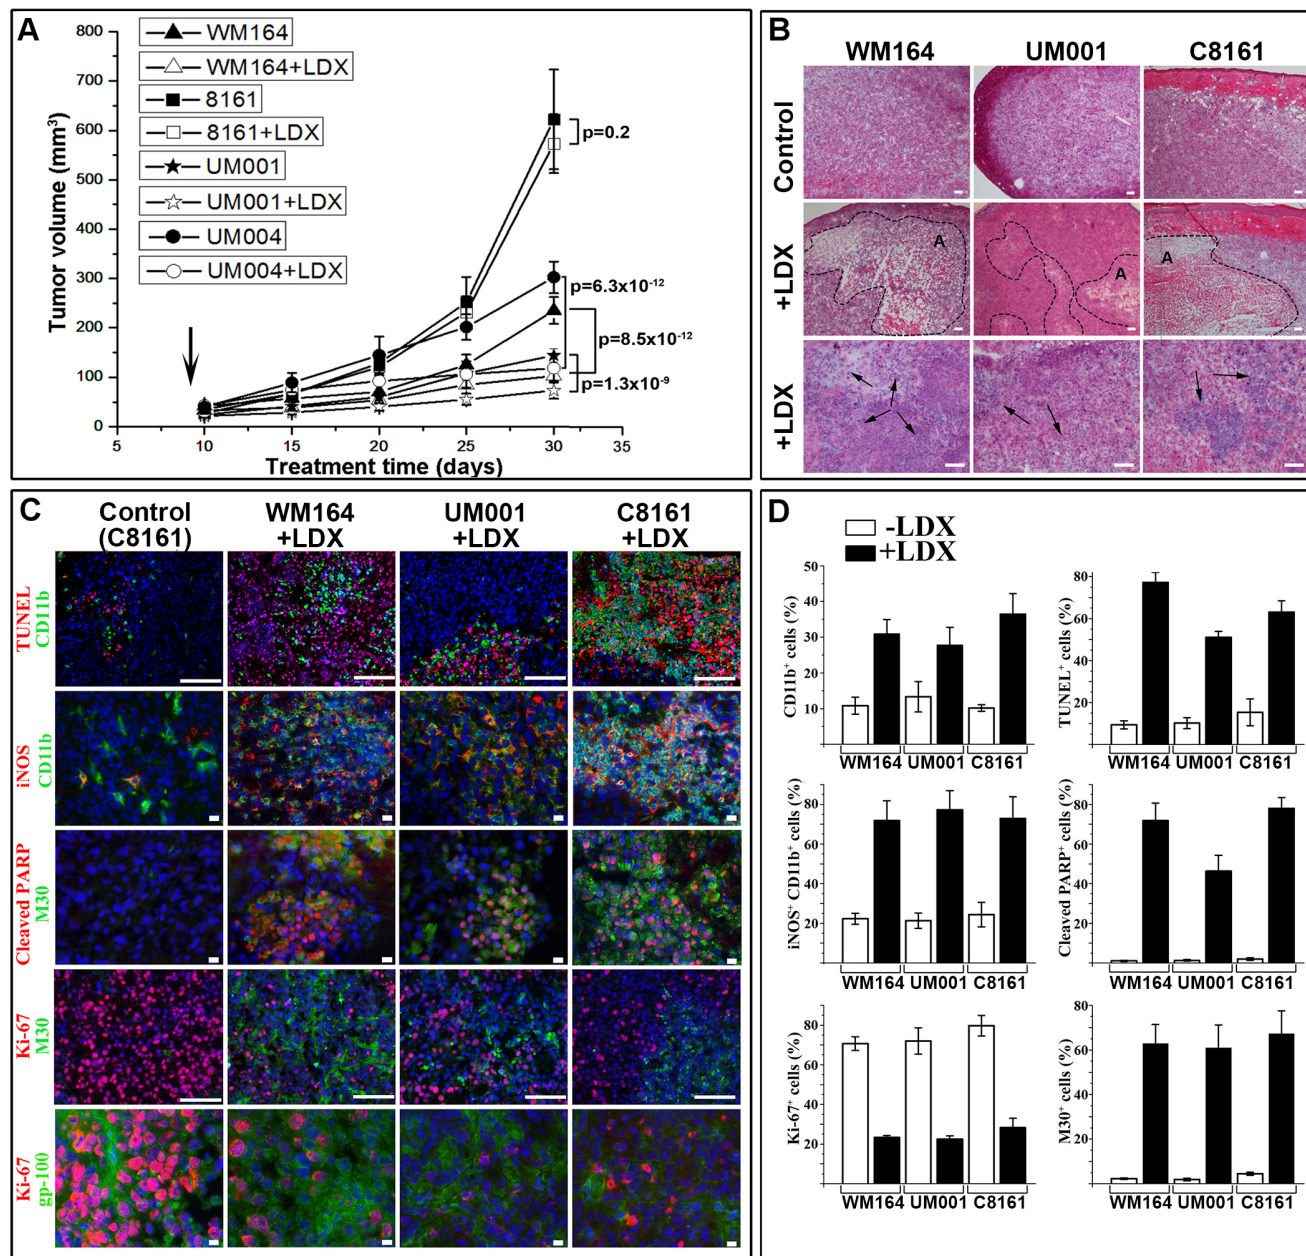 A
800
700
600
500
400
300
200
100
0
5
10
15
20
25
30
35
Tumor volume (mm³)
Treatment time (days)
WM164
WM164+LDX
8161
8161+LDX
UM001
UM001+LDX
UM004
UM004+LDX
p=0.2
p=6.3x10⁻¹²
p=8.5x10⁻¹²
p=1.3x10⁻⁹
B
WM164 UM001 C8161
Control
+LDX
A A A
+LDX
C
Control
(C8161)
WM164
+LDX
UM001
+LDX
C8161
+LDX
TUNEL
CD11b
iNOS
CD11b
Cleaved PARP
M30
Ki-67
M30
Ki-67
gp-100
D
-LDX
+LDX
CD11b⁺ cells (%)
50
40
30
20
10
WM164 UM001 C8161
TUNEL⁺ cells (%)
80
60
40
20
WM164 UM001 C8161
iNOS⁺ CD11b⁺ cells (%)
80
60
40
20
WM164 UM001 C8161
Cleaved PARP⁺ cells (%)
80
60
40
20
WM164 UM001 C8161
Ki-67⁺ cells (%)
80
60
40
20
WM164 UM001 C8161
M30⁺ cells (%)
80
60
40
20
WM164 UM001 C8161